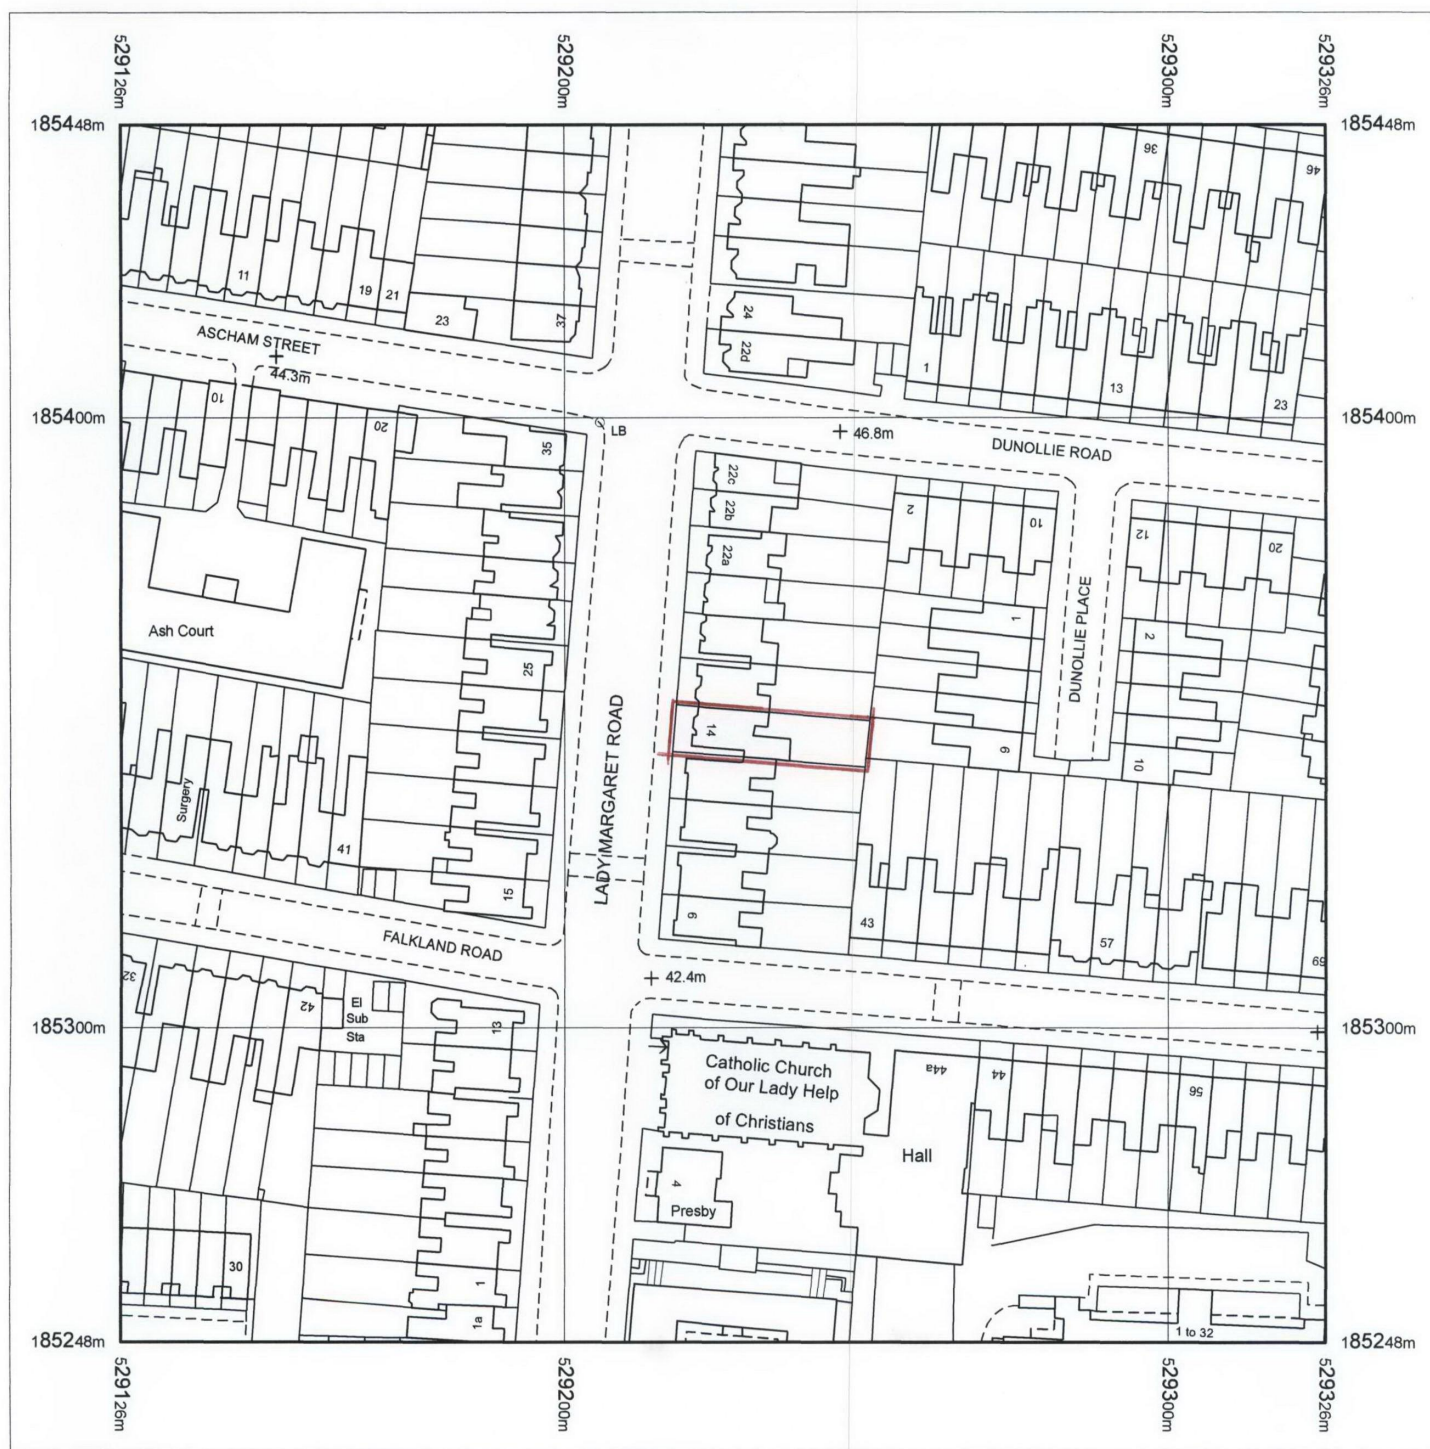 529126m
529200m
529300m
529326m
185448m
185448m
36
46
11
19
21
23
37
24
22d
1
13
23
ASCHAM STREET
44.3m
10
20
35
LB
185400m
185400m
46.8m
DUNOLLIE ROAD
22c
22b
22a
2
10
12
20
DUNOLLIE PLACE
1
2
Ash Court
25
LADY MARGARET ROAD
14
9
10
Surgery
41
15
9
43
57
69
FALKLAND ROAD
42.4m
32
42
El
Sub
Sta
13
185300m
185300m
Catholic Church
of Our Lady Help
of Christians
44a
44
56
Hall
4
Presby
30
1
1a
1 to 32
185248m
185248m
529126m
529200m
529300m
529326m